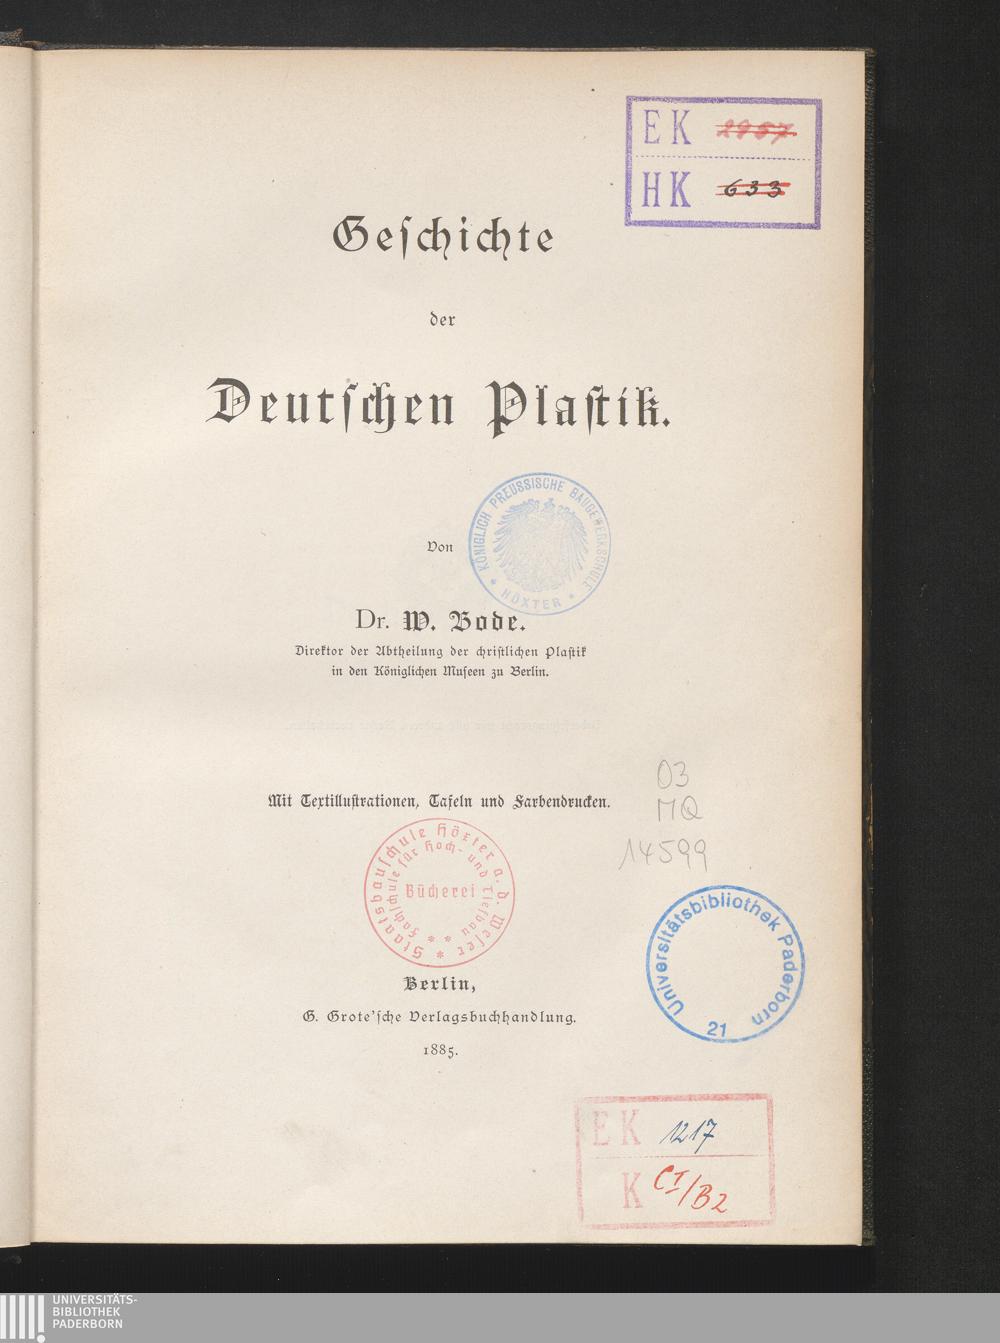 EK 2957
HK 633
Geſchichte
der
Deutſchen Plaſtik.
KÖNIGLICH PREUSSISCHE BAUGEWERKSCHULE
* HÖXTER *
Von
Dr. W. Bode.
Direktor der Abtheilung der chriſtlichen Plaſtik
in den Königlichen Muſeen zu Berlin.
03
MQ
14599
Mit Textilluſtrationen, Tafeln und Farbendrucken.
Staatsbauſchule Höxter a. d. Weſer *
Fachſchule für Hoch- und Tiefbau * *
Bücherei
Universitätsbibliothek Paderborn
21
Berlin,
G. Grote'ſche Verlagsbuchhandlung.
1885.
EK 1217
K CI/B2
UNIVERSITÄTS-
BIBLIOTHEK
PADERBORN